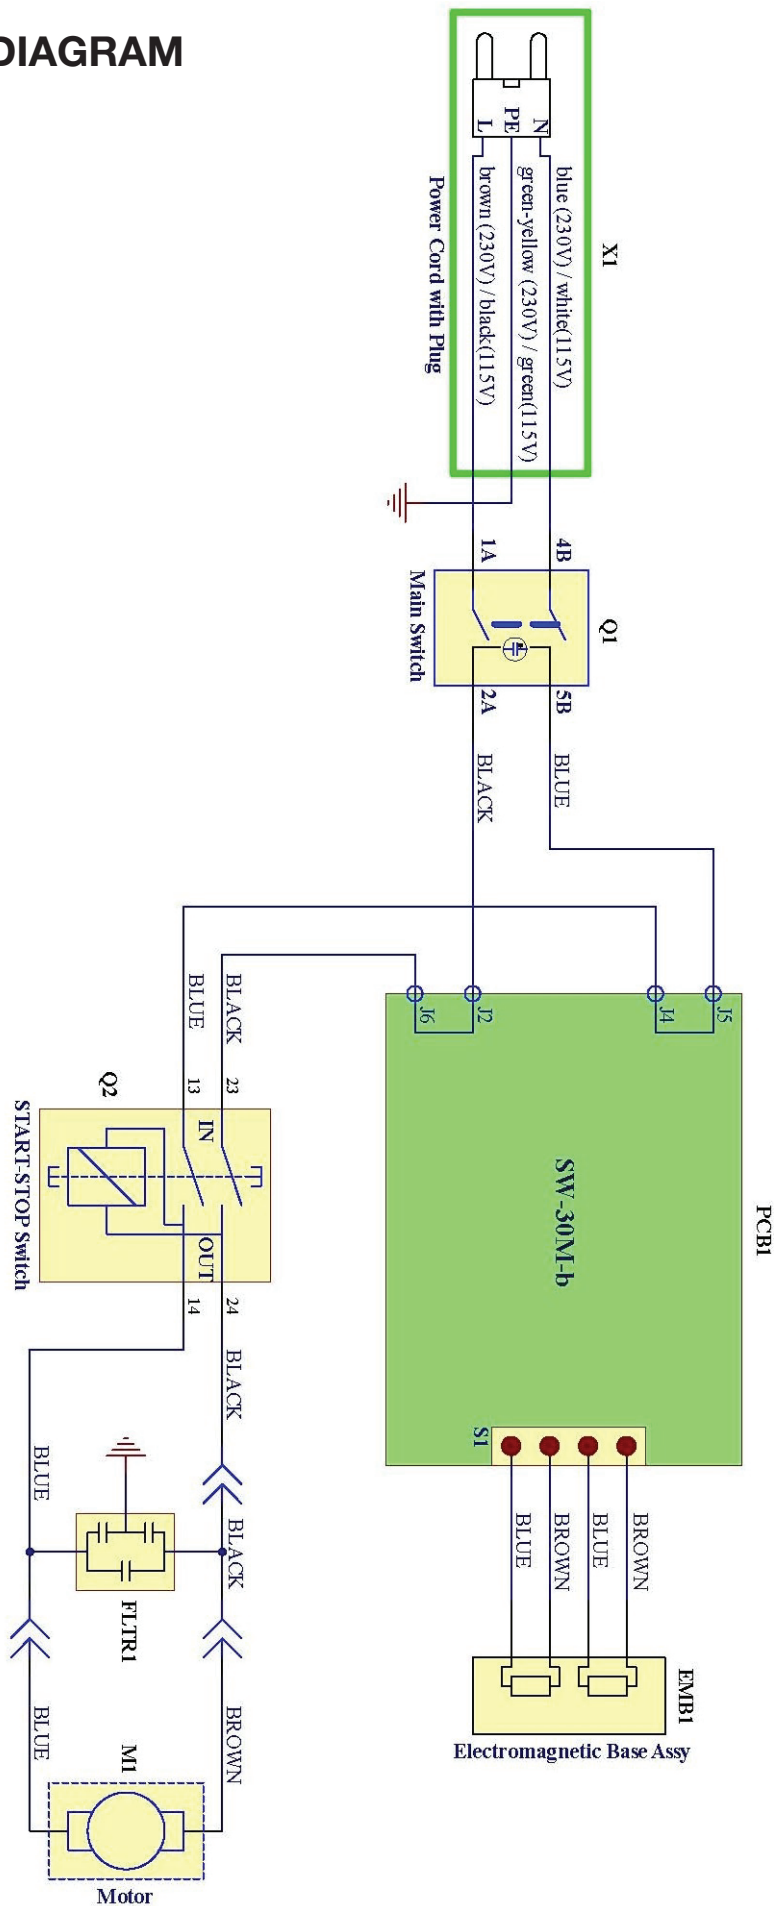 DIAGRAM
X1
N
PE
L
blue (230V) / white(115V)
green-yellow (230V) / green(115V)
brown (230V) / black(115V)
Power Cord with Plug
4B
1A
Q1
Main Switch
5B
2A
BLUE
BLACK
PCB1
J5
J4
J2
J6
SW-30M-b
S1
BLACK
BLUE
23
13
Q2
IN
OUT
START-STOP Switch
24
14
BLACK
BLUE
BLACK
FLTR1
BROWN
BLUE
BROWN
BLUE
EMB1
Electromagnetic Base Assy
BROWN
BLUE
M1
Motor